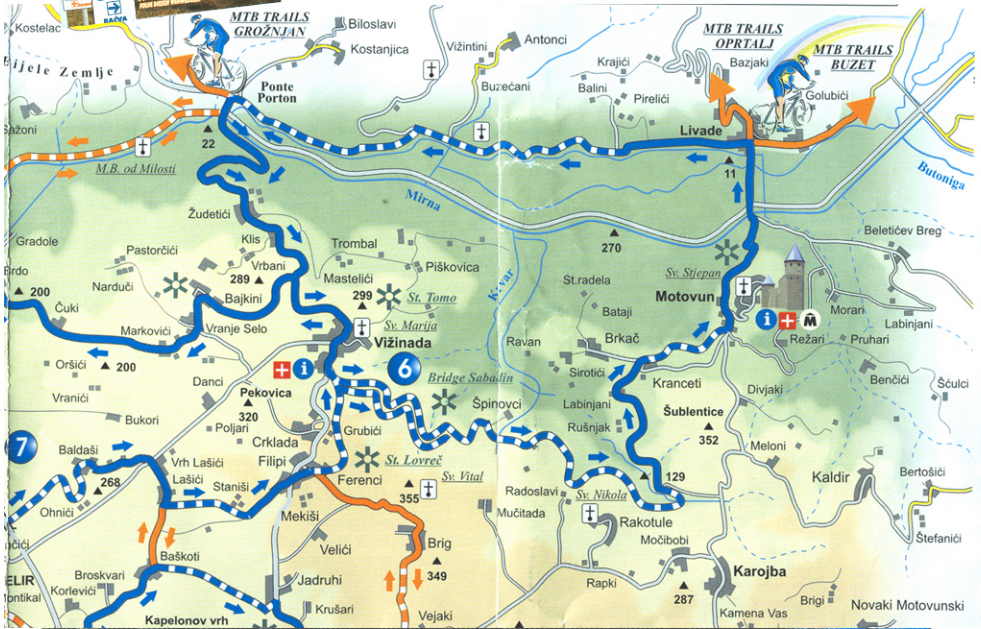 BAČVA
MTB TRAILS
GROŽNJAN
MTB TRAILS
OPRTALJ
MTB TRAILS
BUZET
Kostelac
Biloslavi
Kostanjica
Vižintini
Antonci
Buzećani
Krajići
Bazjaki
Balini
Pirelići
Golubići
Ponte
Porton
Livade
22
11
M.B. od Milosti
Mirna
Butoniga
270
Žudetići
Gradole
Pastorčići
Klis
Vrbani
289
Trombal
Mastelići
299
Piškovica
St. Tomo
Krvar
St.radela
Sv. Stjepan
Beletićev Breg
200
Narduči
Bajkini
Čuki
Markovići
Vranje Selo
Sv. Marija
Vižinada
Bataji
Motovun
Morari
Labinjani
Ravan
Brkač
Režari
Pruhari
Oršići
200
Danci
Pekovica
320
6
Bridge Sabadin
Sirotići
Kranceti
Benčići
Šćulci
Vranići
Bukori
Poljari
Crklada
Grubići
Špinovci
Labinjani
Divjaki
Šublentice
352
7
Rušnjak
Baldaši
268
Vrh Lašići
Lašići
Filipi
St. Lovreč
Ferenci
Meloni
Staniši
Sv. Vital
355
129
Kaldir
Bertošići
Ohnići
Mekiši
Radoslavi
Mučitada
Sv. Nikola
Rakotule
Štefanići
Velići
Brig
349
Močibobi
Baškoti
Broskvari
Korlevići
Jadruhi
Rapki
287
Karojba
Krušari
Kapelonov vrh
Vejaki
Kamena Vas
Brigi
Novaki Motovunski